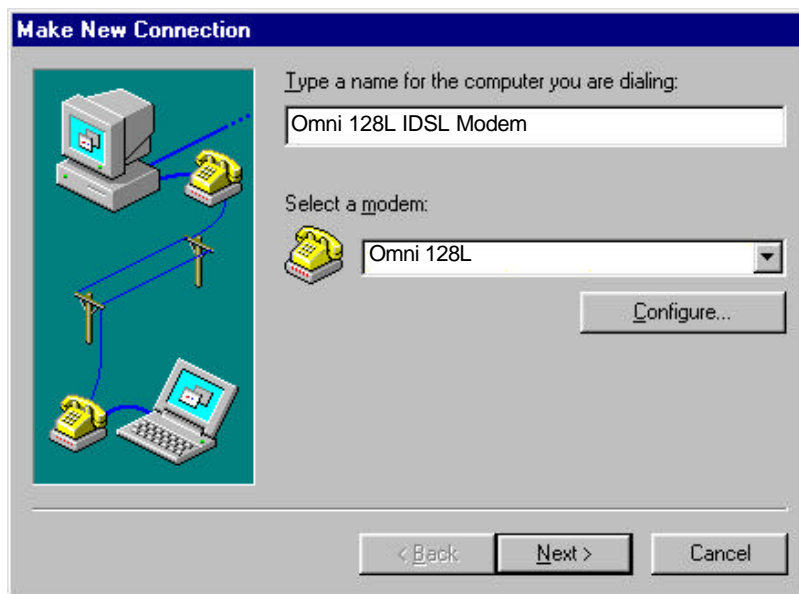 Make New Connection
Type a name for the computer you are dialing:
Omni 128L IDSL Modem
Select a modem:
Omni 128L
Configure...
< Back
Next >
Cancel